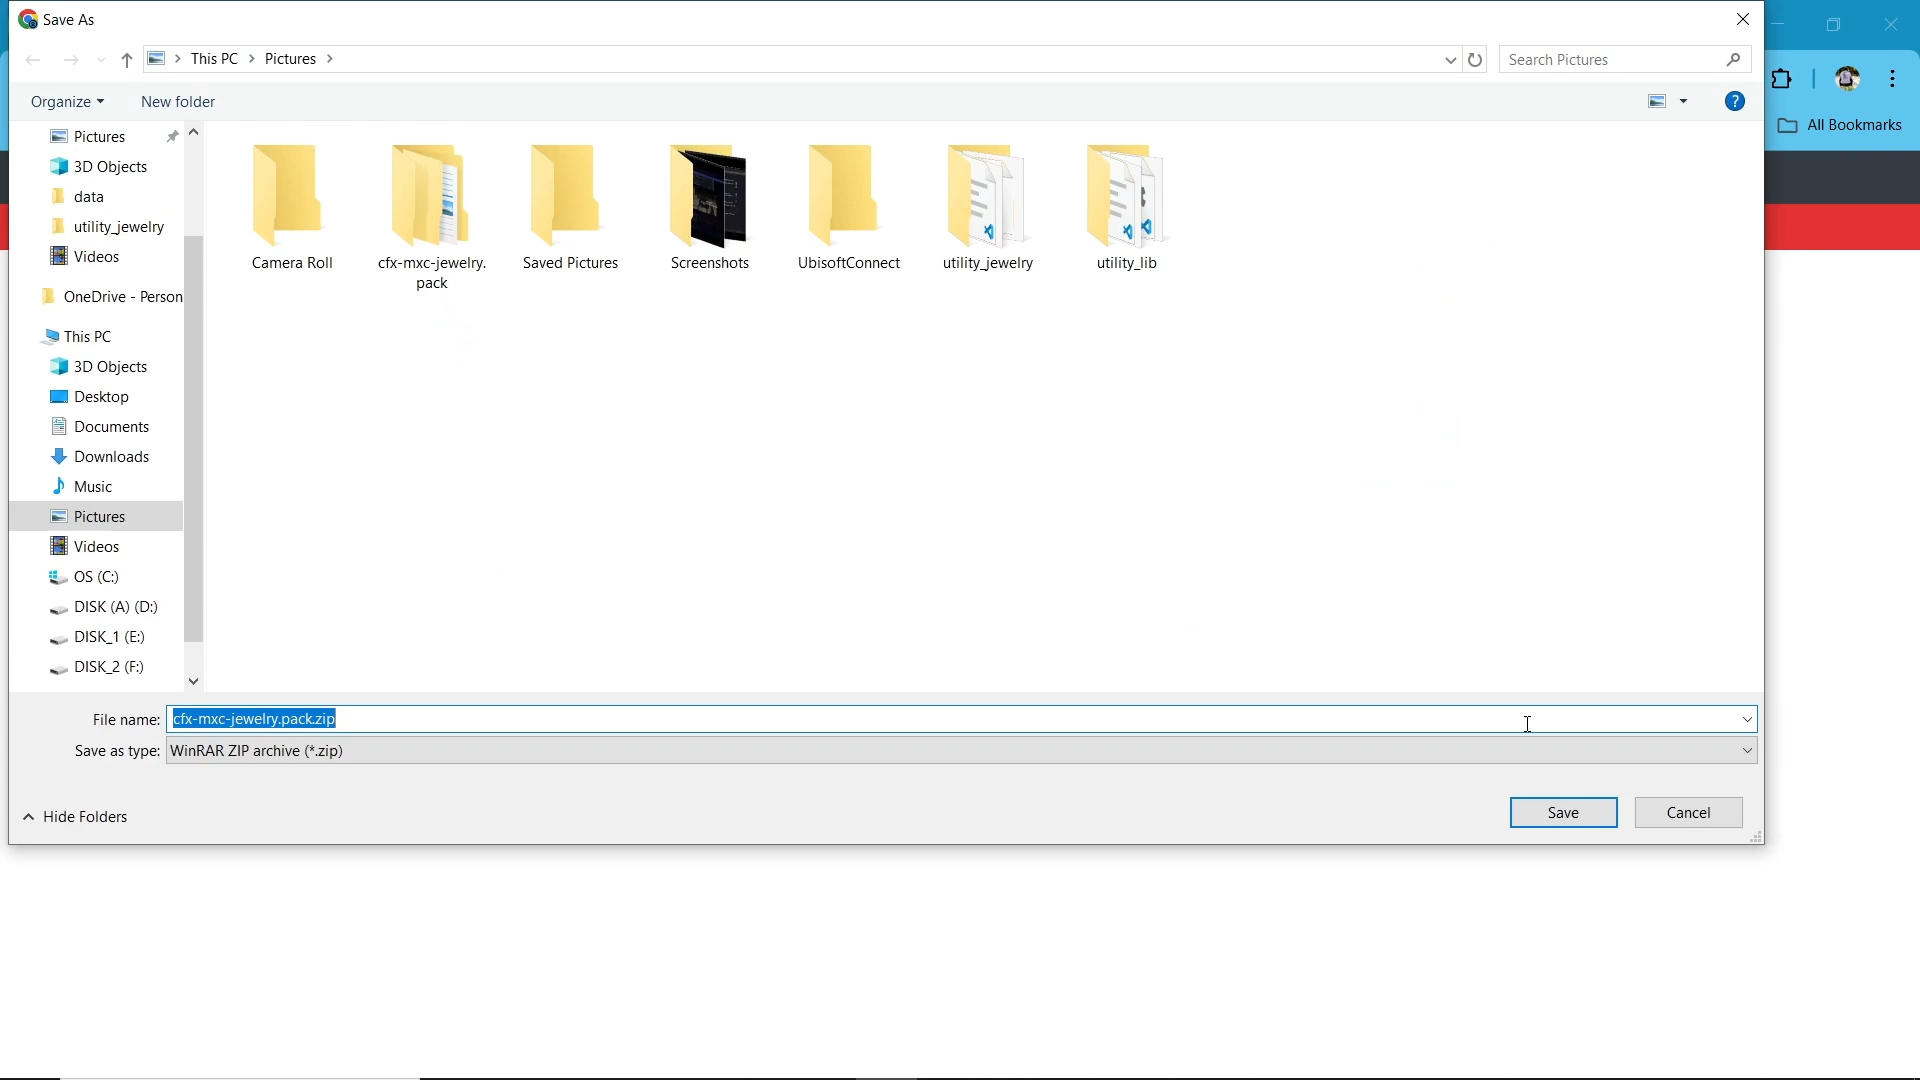 Save As
This PC
Pictures
Search Pictures
Organize
New folder
?
All Bookmarks
Pictures
3D Objects
data
utility_jewelry
Videos
OneDrive - Person
This PC
3D Objects
Desktop
Documents
Downloads
Music
Pictures
Videos
OS (C:)
DISK (A) (D:)
DISK_1 (E:)
DISK_2 (F:)
Camera Roll
cfx-mxc-jewelry.
pack
Saved Pictures
Screenshots
UbisoftConnect
utility_jewelry
utility_lib
File name: cfx-mxc-jewelry.pack.zip
Save as type: WinRAR ZIP archive (*.zip)
Hide Folders
Save
Cancel